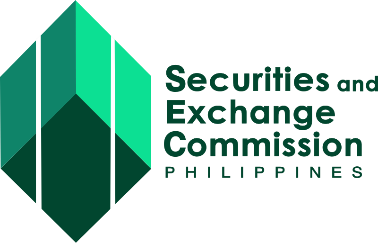 Securities and
Exchange
Commission
PHILIPPINES